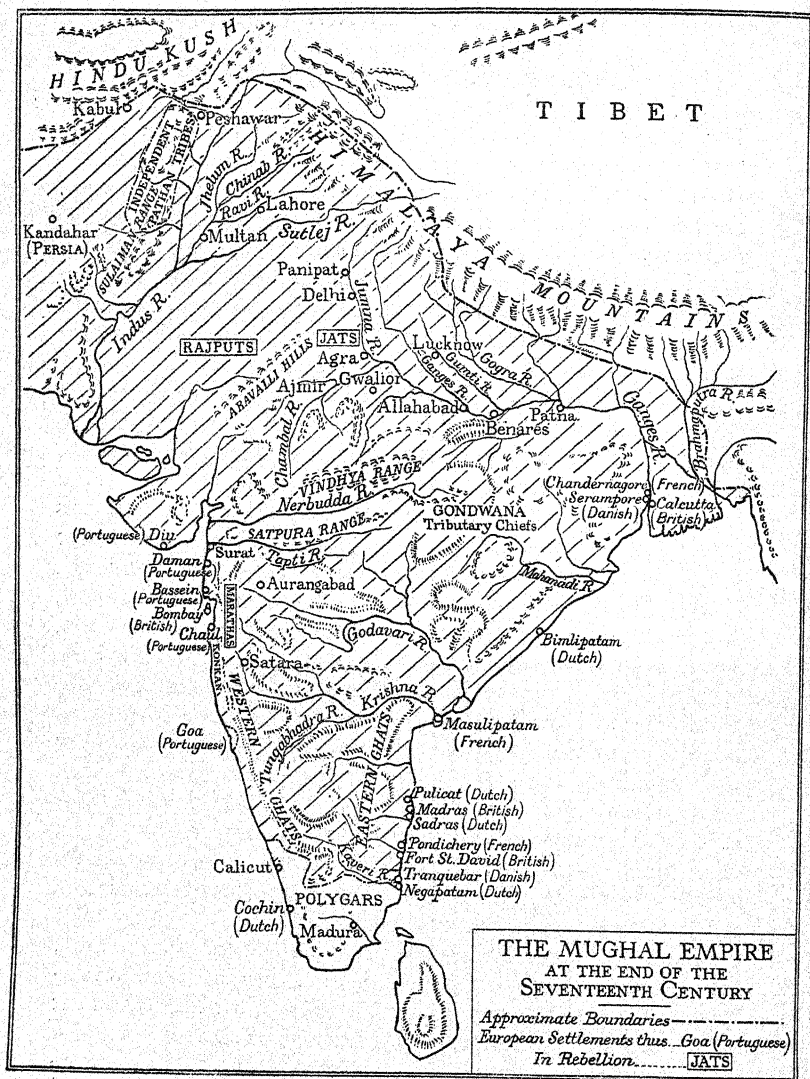 HINDU KUSH
TIBET
Kabul
Peshawar
INDEPENDENT
PATHAN TRIBES
SULAIMAN RANGE
Jhelum R.
Chinab R.
Ravi R.
Lahore
HIMALAYA MOUNTAINS
Kandahar
(PERSIA)
Multan
Sutlej R.
Panipat
Delhi
Jumna R.
Indus R.
RAJPUTS
JATS
Agra
Lucknow
Gumti R.
Gogra R.
Ganges R.
ARAVALLI HILLS
Ajmir
Gwalior
Allahabad
Benares
Patna
Ganges R.
Brahmaputra R.
Chambal R.
VINDHYA RANGE
Nerbudda R.
Chandernagore (French)
Serampore
(Danish)
Calcutta
British)
GONDWANA
Tributary Chiefs
(Portuguese) Diu
SATPURA RANGE
Surat
Tapti R.
Daman
(Portuguese)
Mahanadi R.
Bassein
(Portuguese)
Aurangabad
Bombay
(British)
MARATHAS
Chaul
(Portuguese)
KONKAN
Godavari R.
Bimlipatam
(Dutch)
Satara
Krishna R.
WESTERN GHATS
Goa
(Portuguese)
Tungabhadra R.
EASTERN GHATS
Masulipatam
(French)
Pulicat (Dutch)
Madras (British)
Sadras (Dutch)
Pondichery (French)
Fort St. David (British)
Calicut
Kaveri R.
Tranquebar (Danish)
Negapatam (Dutch)
POLYGARS
Cochin
(Dutch)
Madura
THE MUGHAL EMPIRE
AT THE END OF THE
SEVENTEENTH CENTURY
Approximate Boundaries
European Settlements thus...Goa (Portuguese)
In Rebellion........JATS